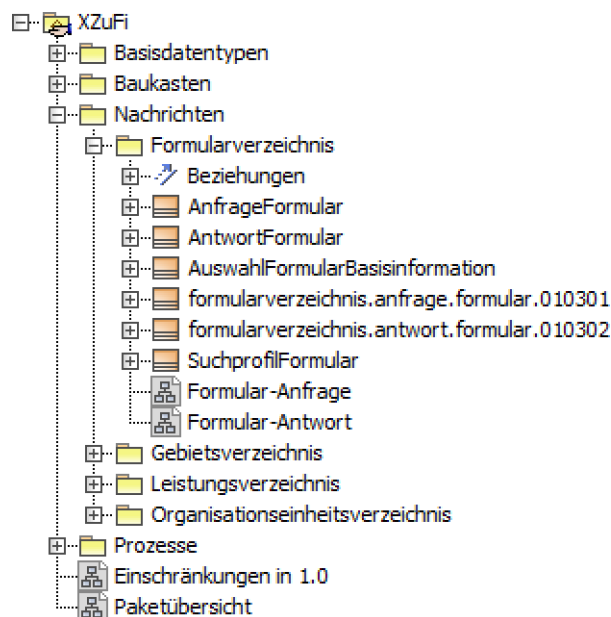 XZuFi
Basisdatentypen
Baukasten
Nachrichten
Formularverzeichnis
Beziehungen
AnfrageFormular
AntwortFormular
AuswahlFormularBasisinformation
formularverzeichnis.anfrage.formular.010301
formularverzeichnis.antwort.formular.010302
SuchprofilFormular
Formular-Anfrage
Formular-Antwort
Gebietsverzeichnis
Leistungsverzeichnis
Organisationseinheitsverzeichnis
Prozesse
Einschränkungen in 1.0
Paketübersicht